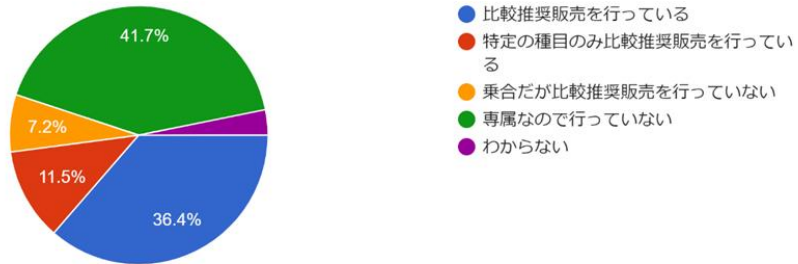 41.7%
7.2%
11.5%
36.4%
比較推奨販売を行っている
特定の種目のみ比較推奨販売を行ってい
る
乗合だが比較推奨販売を行っていない
専属なので行っていない
わからない